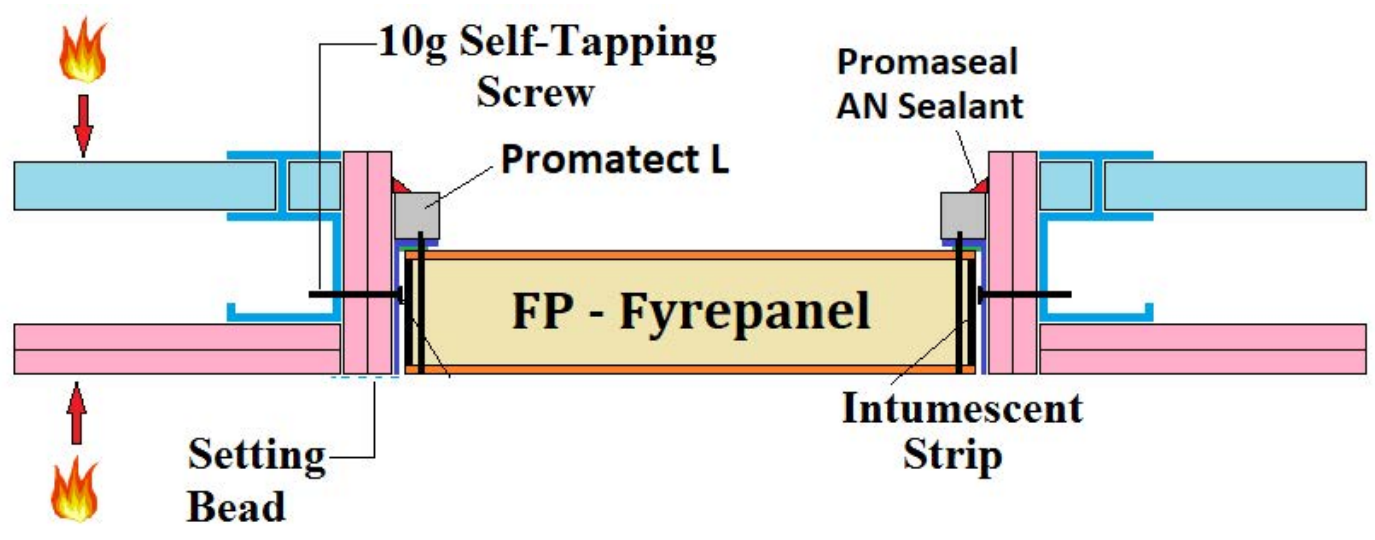 10g Self-Tapping
Screw
Promaseal
AN Sealant
Promatect L
FP - Fyrepanel
Intumescent
Strip
Setting
Bead